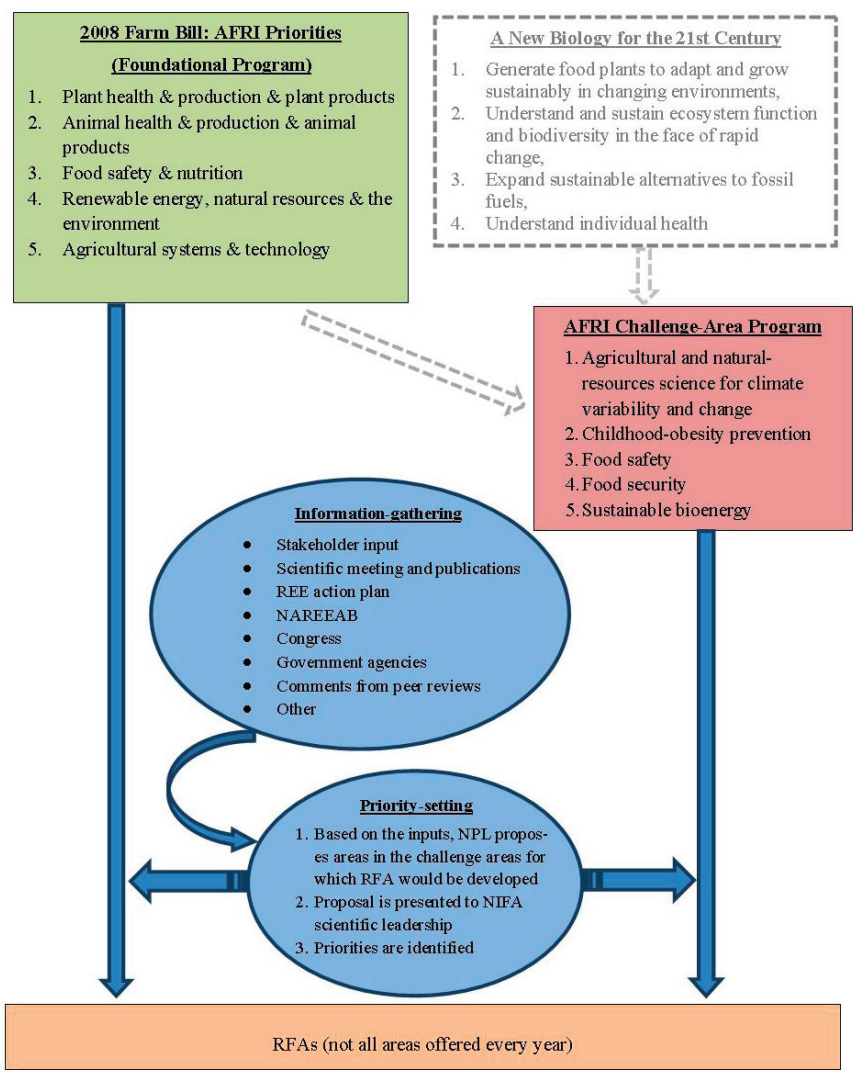 2008 Farm Bill: AFRI Priorities
(Foundational Program)
1. Plant health & production & plant products
2. Animal health & production & animal
products
3. Food safety & nutrition
4. Renewable energy, natural resources & the
environment
5. Agricultural systems & technology
A New Biology for the 21st Century
1. Generate food plants to adapt and grow
sustainably in changing environments,
2. Understand and sustain ecosystem function
and biodiversity in the face of rapid
change,
3. Expand sustainable alternatives to fossil
fuels,
4. Understand individual health
AFRI Challenge-Area Program
1. Agricultural and natural-
resources science for climate
variability and change
2. Childhood-obesity prevention
3. Food safety
4. Food security
5. Sustainable bioenergy
Information-gathering
● Stakeholder input
● Scientific meeting and publications
● REE action plan
● NAREEAB
● Congress
● Government agencies
● Comments from peer reviews
● Other
Priority-setting
1. Based on the inputs, NPL propos-
es areas in the challenge areas for
which RFA would be developed
2. Proposal is presented to NIFA
scientific leadership
3. Priorities are identified
RFAs (not all areas offered every year)